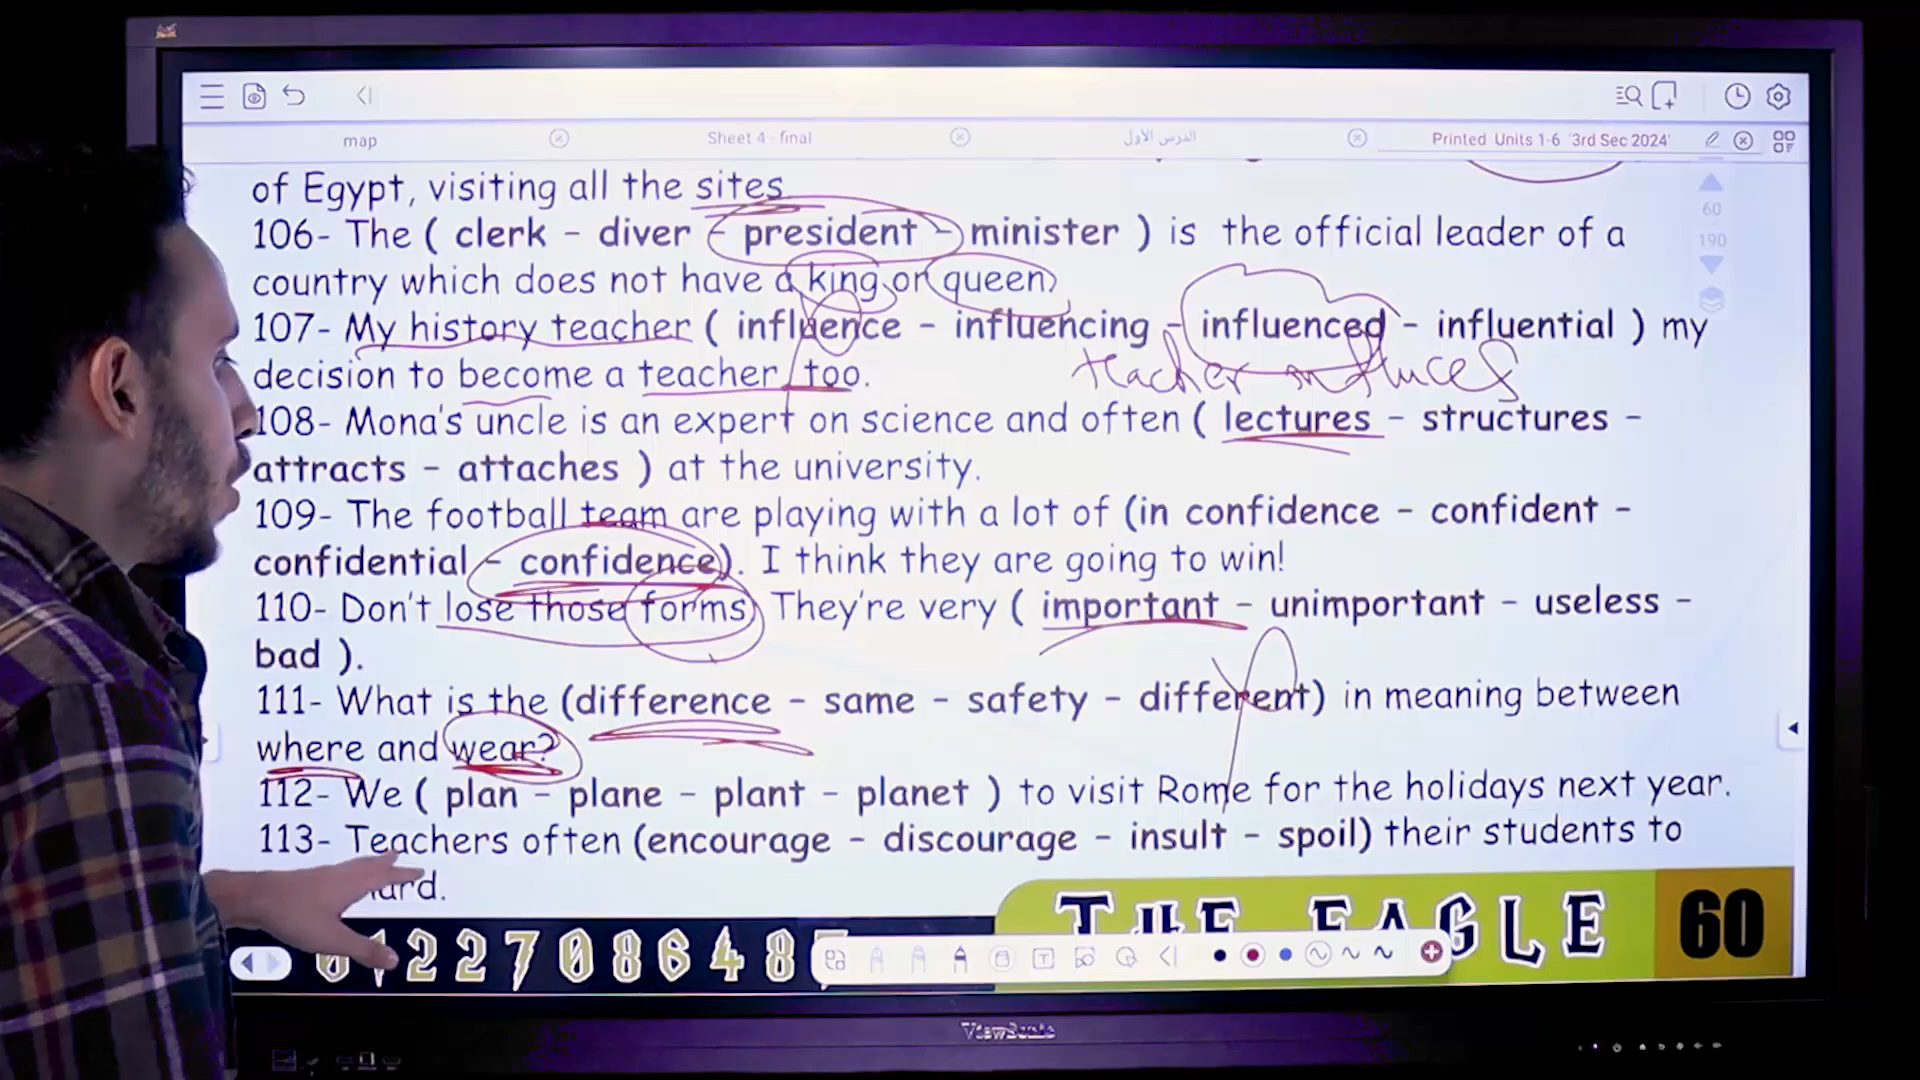 map
Sheet 4 - final
الدرس الأول
Printed Units 1-6 '3rd Sec 2024'
60
190
of Egypt, visiting all the sites
106- The ( clerk - diver - president - minister ) is the official leader of a
country which does not have a king or queen
107- My history teacher ( influence - influencing - influenced - influential ) my
teacher influences
decision to become a teacher too.
108- Mona's uncle is an expert on science and often ( lectures - structures -
attracts - attaches ) at the university.
109- The football team are playing with a lot of (in confidence - confident -
confidential - confidence). I think they are going to win!
110- Don't lose those forms. They're very ( important - unimportant - useless -
bad ).
111- What is the (difference - same - safety - different) in meaning between
where and wear?
112- We ( plan - plane - plant - planet ) to visit Rome for the holidays next year.
113- Teachers often (encourage - discourage - insult - spoil) their students to
hard.
THE EAGLE
60
0122708648
ViewSonic